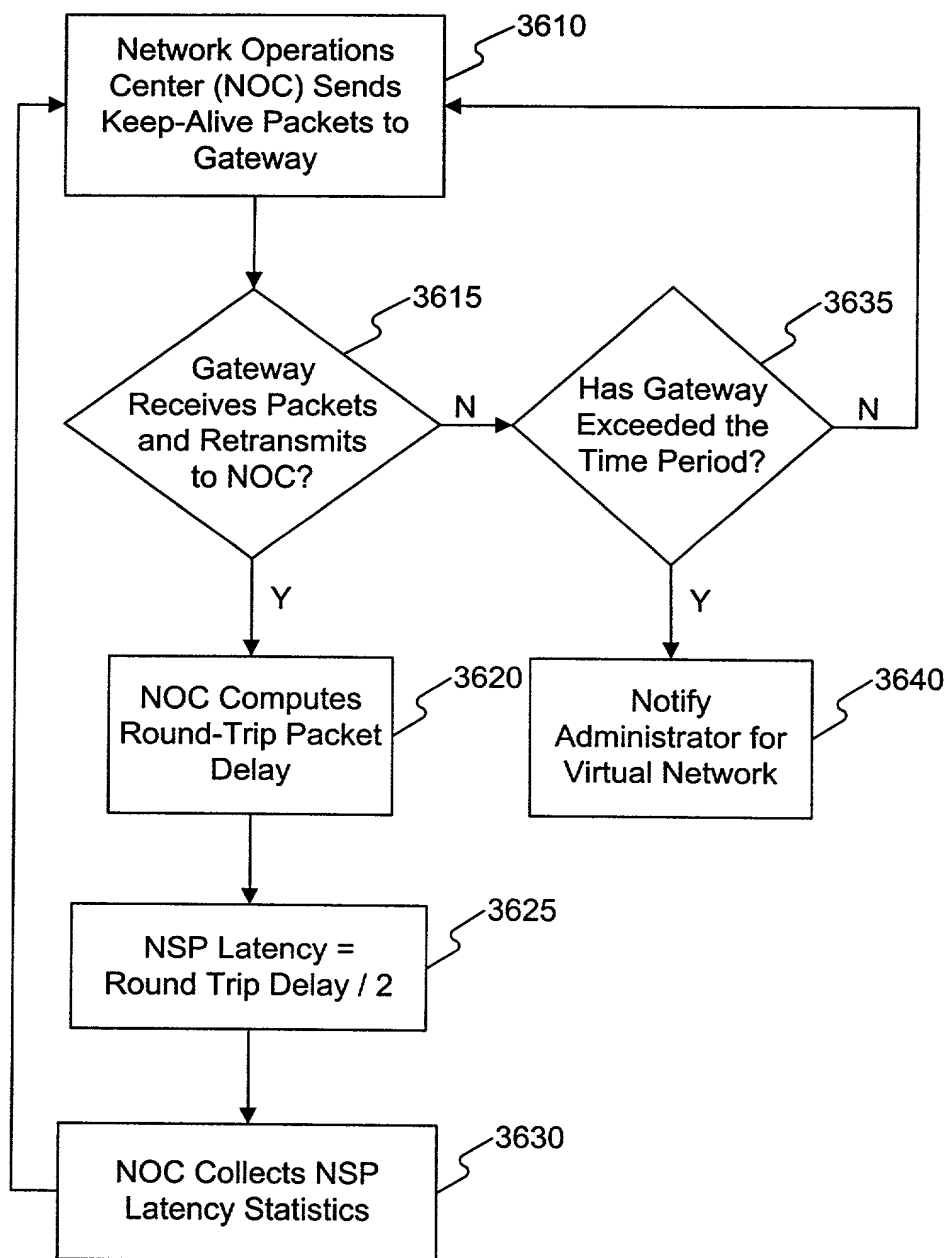 3610
Network Operations
Center (NOC) Sends
Keep-Alive Packets to
Gateway
3615
Gateway
Receives Packets
and Retransmits
to NOC?
N
Y
3635
Has Gateway
Exceeded the
Time Period?
N
Y
3620
NOC Computes
Round-Trip Packet
Delay
3640
Notify
Administrator for
Virtual Network
3625
NSP Latency =
Round Trip Delay / 2
3630
NOC Collects NSP
Latency Statistics